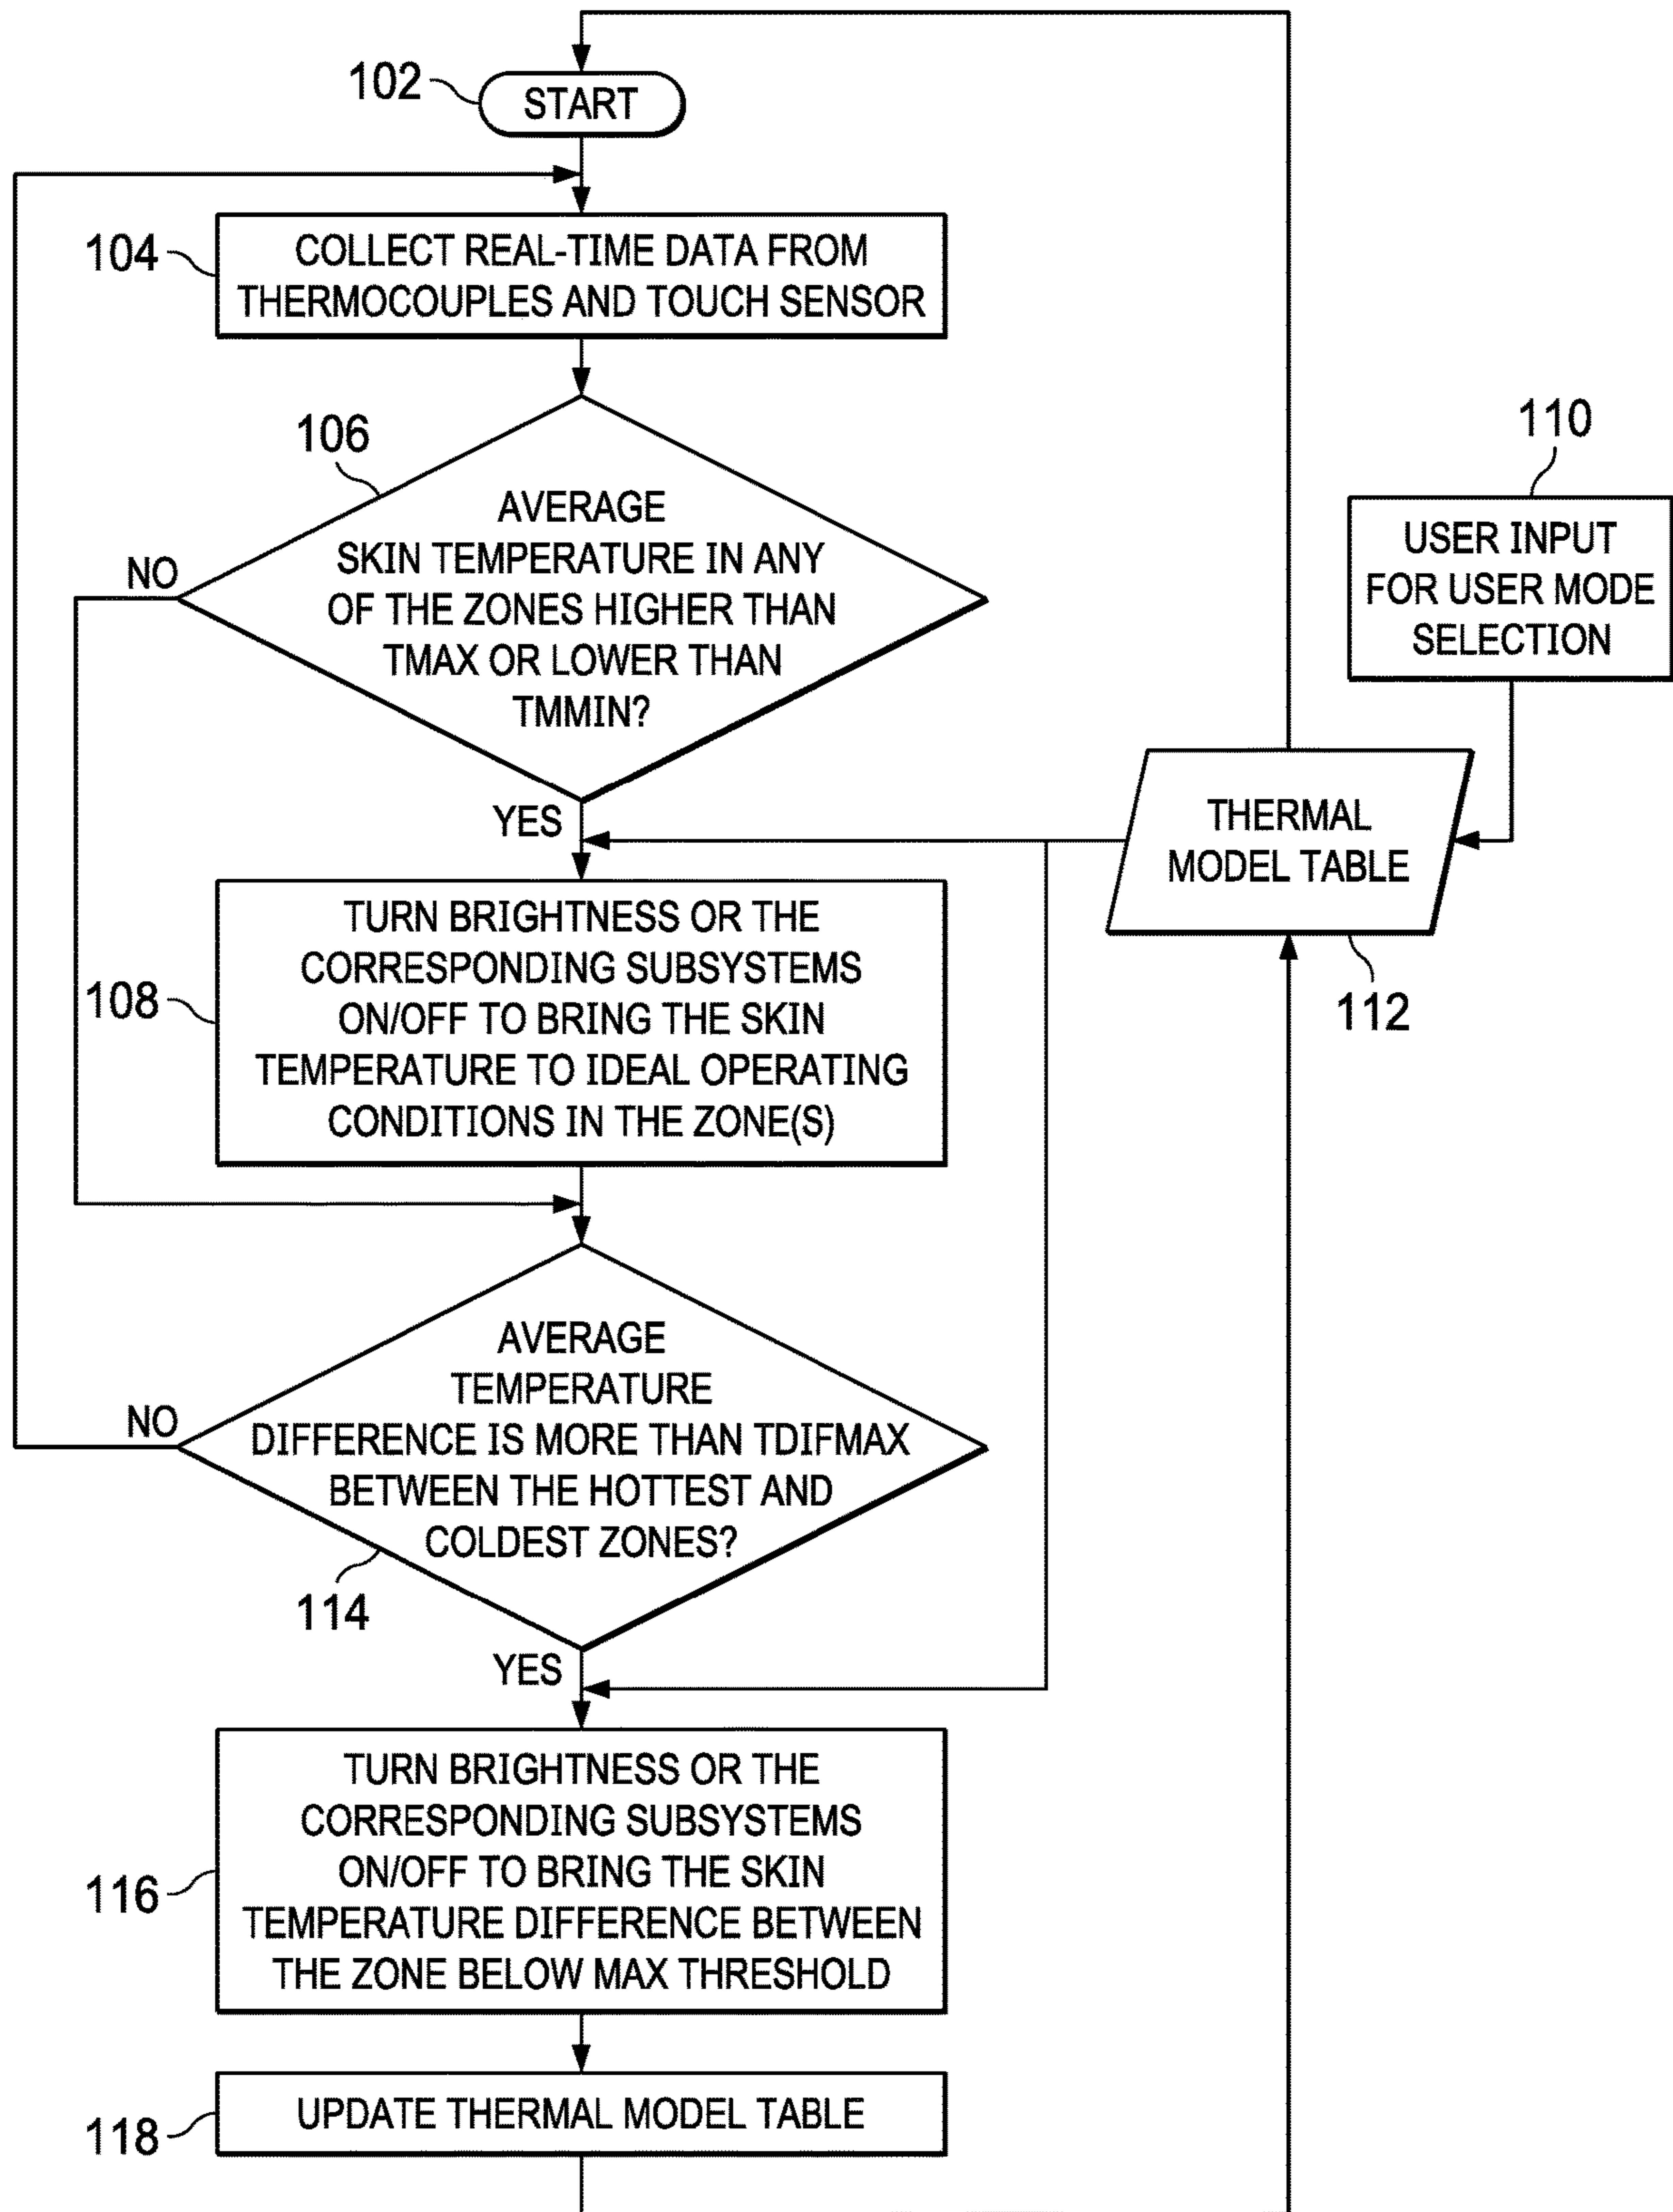 102
START
104
COLLECT REAL-TIME DATA FROM
THERMOCOUPLES AND TOUCH SENSOR
106
AVERAGE
SKIN TEMPERATURE IN ANY
OF THE ZONES HIGHER THAN
TMAX OR LOWER THAN
TMMIN?
NO
YES
110
USER INPUT
FOR USER MODE
SELECTION
THERMAL
MODEL TABLE
112
108
TURN BRIGHTNESS OR THE
CORRESPONDING SUBSYSTEMS
ON/OFF TO BRING THE SKIN
TEMPERATURE TO IDEAL OPERATING
CONDITIONS IN THE ZONE(S)
AVERAGE
TEMPERATURE
DIFFERENCE IS MORE THAN TDIFMAX
BETWEEN THE HOTTEST AND
COLDEST ZONES?
NO
114
YES
116
TURN BRIGHTNESS OR THE
CORRESPONDING SUBSYSTEMS
ON/OFF TO BRING THE SKIN
TEMPERATURE DIFFERENCE BETWEEN
THE ZONE BELOW MAX THRESHOLD
118
UPDATE THERMAL MODEL TABLE